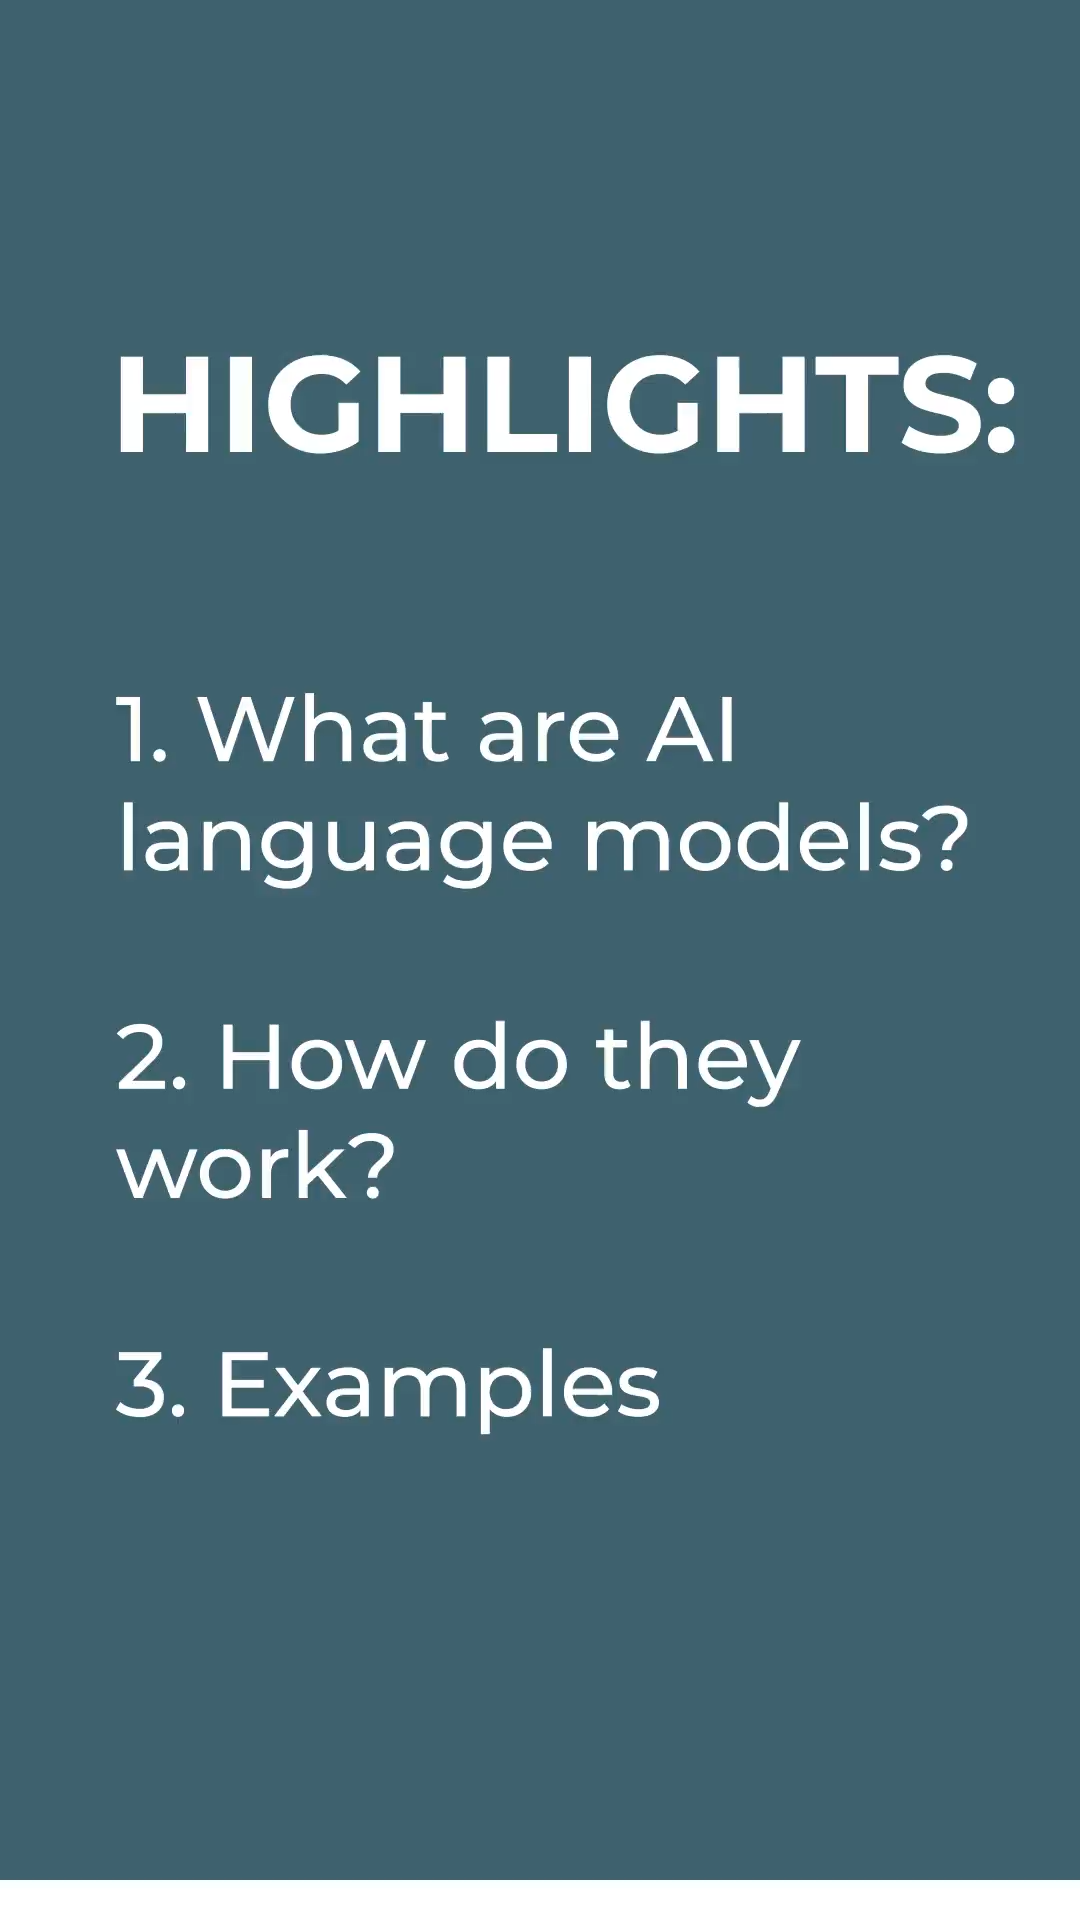 HIGHLIGHTS:
1. What are AI
language models?
2. How do they
work?
3. Examples